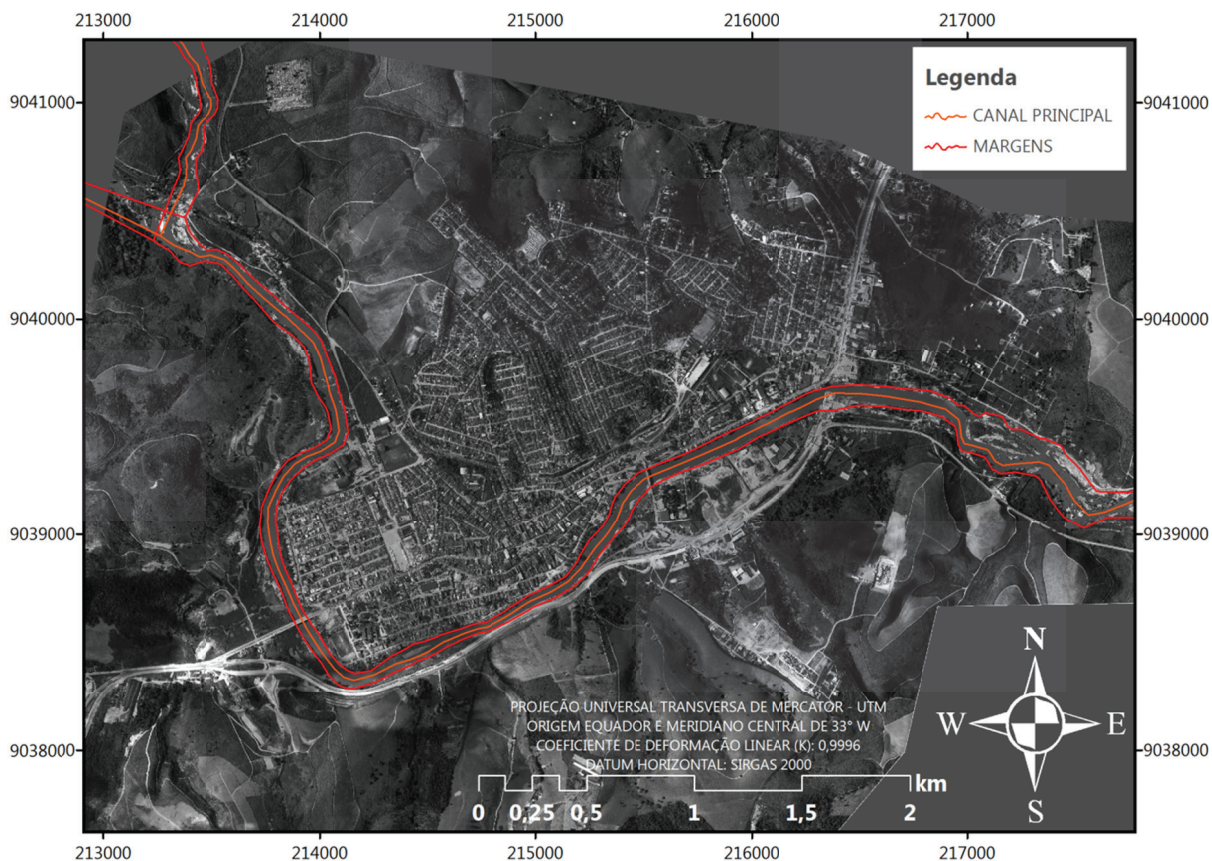 213000 214000 215000 216000 217000
9041000 9041000
Legenda
CANAL PRINCIPAL
MARGENS
9040000 9040000
9039000 9039000
N
W E
S
PROJEÇÃO UNIVERSAL TRANSVERSA DE MERCATOR - UTM
ORIGEM EQUADOR E MERIDIANO CENTRAL DE 33° W
COEFICIENTE DE DEFORMAÇÃO LINEAR (K): 0,9996
DATUM HORIZONTAL: SIRGAS 2000
9038000 9038000
km
0 0,25 0,5 1 1,5 2
213000 214000 215000 216000 217000